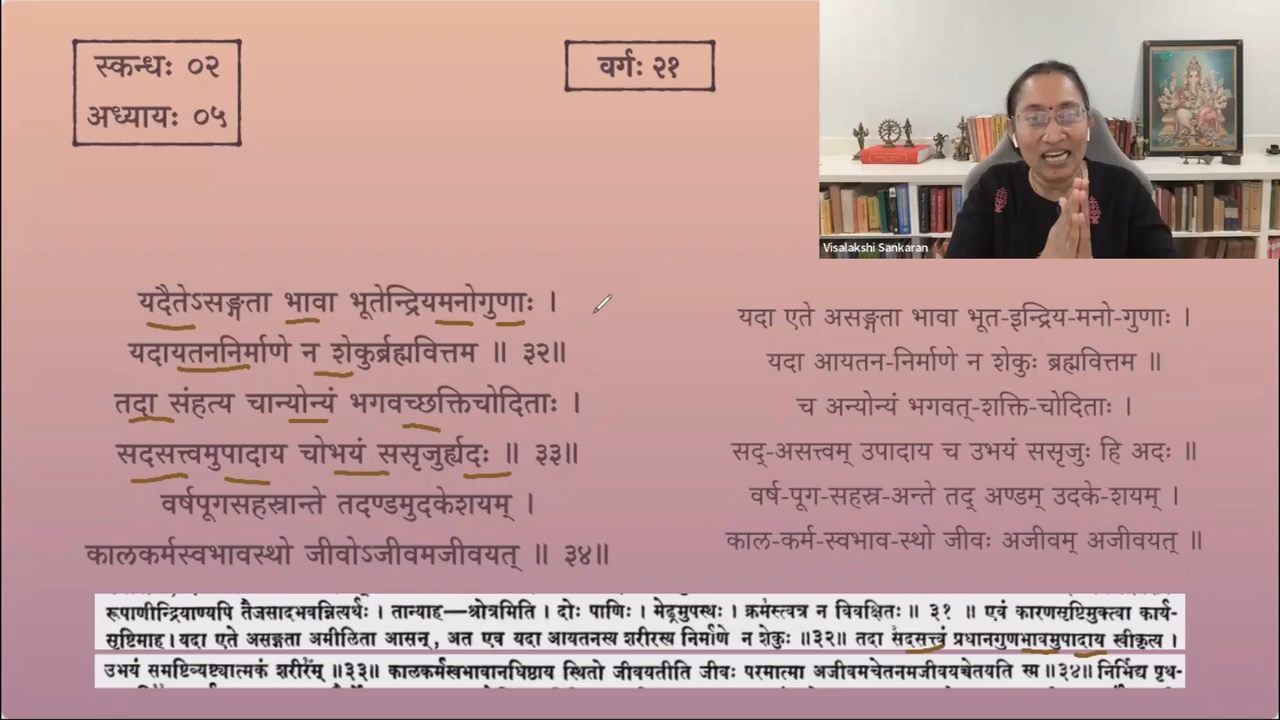 स्कन्धः ०२
अध्यायः ०५
वर्गः २१
Visalakshi Sankaran
यदैतेऽसङ्गता भावा भूतेन्द्रियमनोगुणाः ।
यदायतननिर्माणे न शेकुर्ब्रह्मवित्तम ॥ ३२॥
तदा संहत्य चान्योन्यं भगवच्छक्तिचोदिताः ।
सदसत्त्वमुपादाय चोभयं ससृजुर्ह्यदः ॥ ३३॥
वर्षपूगसहस्रान्ते तदण्डमुदकेशयम् ।
कालकर्मस्वभावस्थो जीवोऽजीवमजीवयत् ॥ ३४॥
यदा एते असङ्गता भावा भूत-इन्द्रिय-मनो-गुणाः ।
यदा आयतन-निर्माणे न शेकुः ब्रह्मवित्तम ॥
च अन्योन्यं भगवत्-शक्ति-चोदिताः ।
सद्-असत्त्वम् उपादाय च उभयं ससृजुः हि अदः ॥
वर्ष-पूग-सहस्र-अन्ते तद् अण्डम् उदके-शयम् ।
काल-कर्म-स्वभाव-स्थो जीवः अजीवम् अजीवयत् ॥
रूपाणीन्द्रियाण्यपि तैजसादभवन्नित्यर्थः । तान्याह—श्रोत्रमिति । दोः पाणिः । मेढ्रमुपस्थः । क्रमस्त्वत्र न विवक्षितः ॥ ३१ ॥ एवं कारणसृष्टिमुक्त्वा कार्य-
सृष्टिमाह । यदा एते असङ्गता अमीलिता आसन्, अत एव यदा आयतनस्य शरीरस्य निर्माणे न शेकुः ॥३२॥ तदा सदसत्त्वं प्रधानगुणभावमुपादाय स्वीकृत्य ।
उभयं समष्टिव्यष्ट्यात्मकं शरीरम् ॥३३॥ कालकर्मस्वभावानधिष्ठाय स्थितो जीवयतीति जीवः परमात्मा अजीवमचेतनमजीवयच्चेतयति स्म ॥३४॥ निर्भिद्य पृथ-